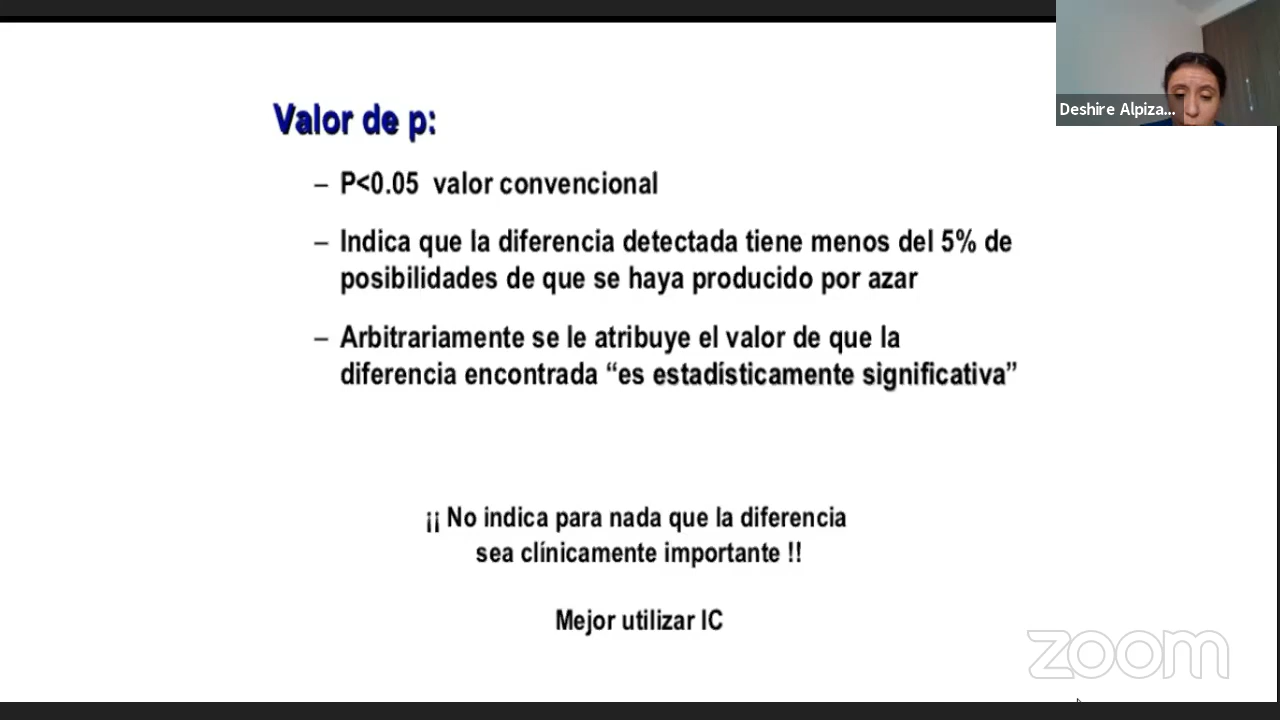 Deshire Alpiza...
Valor de p:
– P<0.05 valor convencional
– Indica que la diferencia detectada tiene menos del 5% de
posibilidades de que se haya producido por azar
– Arbitrariamente se le atribuye el valor de que la
diferencia encontrada “es estadísticamente significativa”
¡¡ No indica para nada que la diferencia
sea clínicamente importante !!
Mejor utilizar IC
zoom